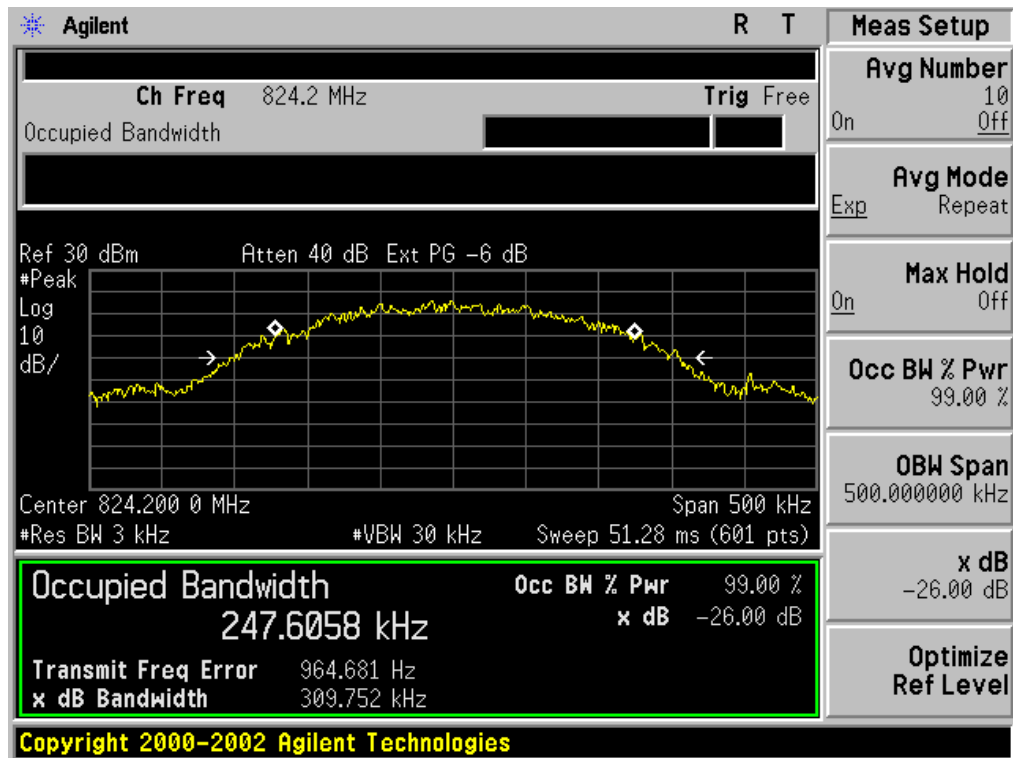 Agilent R T
Ch Freq 824.2 MHz Trig Free
Occupied Bandwidth
Ref 30 dBm Atten 40 dB Ext PG -6 dB
#Peak
Log
10
dB/
Center 824.200 0 MHz Span 500 kHz
#Res BW 3 kHz #VBW 30 kHz Sweep 51.28 ms (601 pts)
Occupied Bandwidth Occ BW % Pwr 99.00 %
247.6058 kHz x dB -26.00 dB
Transmit Freq Error 964.681 Hz
x dB Bandwidth 309.752 kHz
Copyright 2000-2002 Agilent Technologies
Meas Setup
Avg Number
10
On Off
Avg Mode
Exp Repeat
Max Hold
On Off
Occ BW % Pwr
99.00 %
OBW Span
500.000000 kHz
x dB
-26.00 dB
Optimize
Ref Level